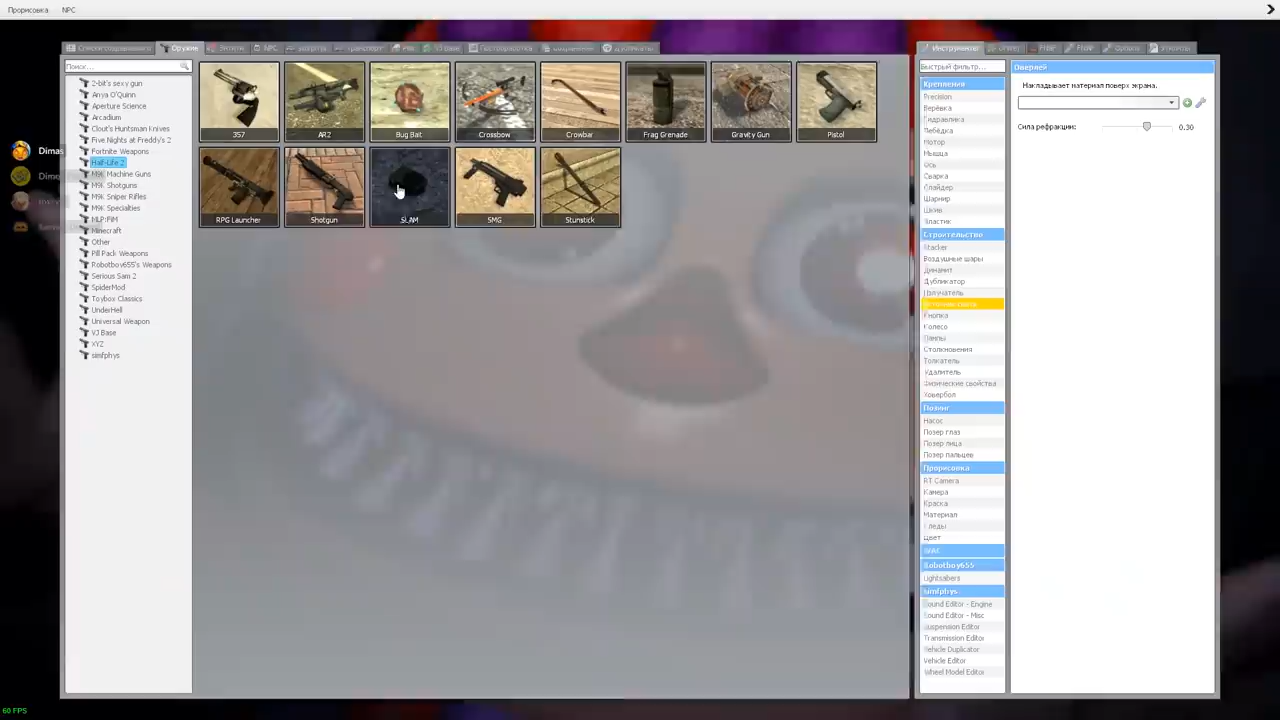 Прорисовка NPC
Оружие
NPC
Поиск...
2-bit's sexy gun
Anya O'Quinn
Aperture Science
Arcadium
Clout's Huntsman Knives
Five Nights at Freddy's 2
Fortnite Weapons
Half-Life 2
M9K Machine Guns
M9K Shotguns
M9K Sniper Rifles
M9K Specialties
MLP:FiM
Minecraft
Other
Pill Pack Weapons
Robotboy655's Weapons
Serious Sam 2
SpiderMod
Toybox Classics
UnderHell
Universal Weapon
VJ Base
XYZ
simfphys
Dimas
357
AR2
Bug Bait
Crossbow
Crowbar
Frag Grenade
Gravity Gun
Pistol
RPG Launcher
Shotgun
SLAM
SMG
Stunstick
Инструменты
Быстрый фильтр...
Крепления
Precision
Верёвка
Гидравлика
Лебёдка
Мотор
Мышца
Ось
Сварка
Слайдер
Шарнир
Шкив
Эластик
Строительство
Stacker
Воздушные шары
Динамит
Дубликатор
Излучатель
Кнопка
Колесо
Лампы
Столкновения
Толкатель
Удалитель
Физические свойства
Ховербол
Позинг
Насос
Позер глаз
Позер лица
Позер пальцев
Прорисовка
RT Camera
Камера
Краска
Материал
Следы
Цвет
WAC
Robotboy655
Lightsabers
simfphys
Sound Editor - Engine
Sound Editor - Misc
Suspension Editor
Transmission Editor
Vehicle Duplicator
Vehicle Editor
Wheel Model Editor
Оверлей
Накладывает материал поверх экрана.
Сила рефракции: 0.30
60 FPS